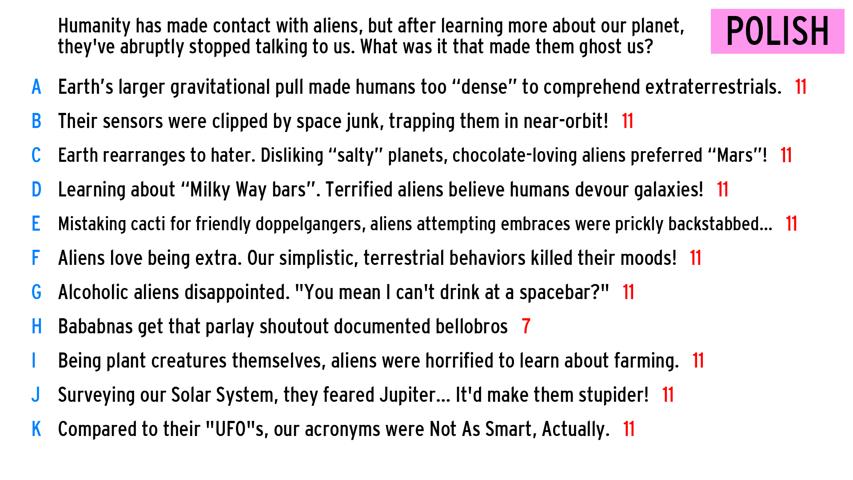 Humanity has made contact with aliens, but after learning more about our planet,
they've abruptly stopped talking to us. What was it that made them ghost us?
POLISH
A Earth’s larger gravitational pull made humans too “dense” to comprehend extraterrestrials. 11
B Their sensors were clipped by space junk, trapping them in near-orbit! 11
C Earth rearranges to hater. Disliking “salty” planets, chocolate-loving aliens preferred “Mars”! 11
D Learning about “Milky Way bars”. Terrified aliens believe humans devour galaxies! 11
E Mistaking cacti for friendly doppelgangers, aliens attempting embraces were prickly backstabbed... 11
F Aliens love being extra. Our simplistic, terrestrial behaviors killed their moods! 11
G Alcoholic aliens disappointed. "You mean I can't drink at a spacebar?" 11
H Bababnas get that parlay shoutout documented bellobros 7
I Being plant creatures themselves, aliens were horrified to learn about farming. 11
J Surveying our Solar System, they feared Jupiter... It'd make them stupider! 11
K Compared to their "UFO"s, our acronyms were Not As Smart, Actually. 11